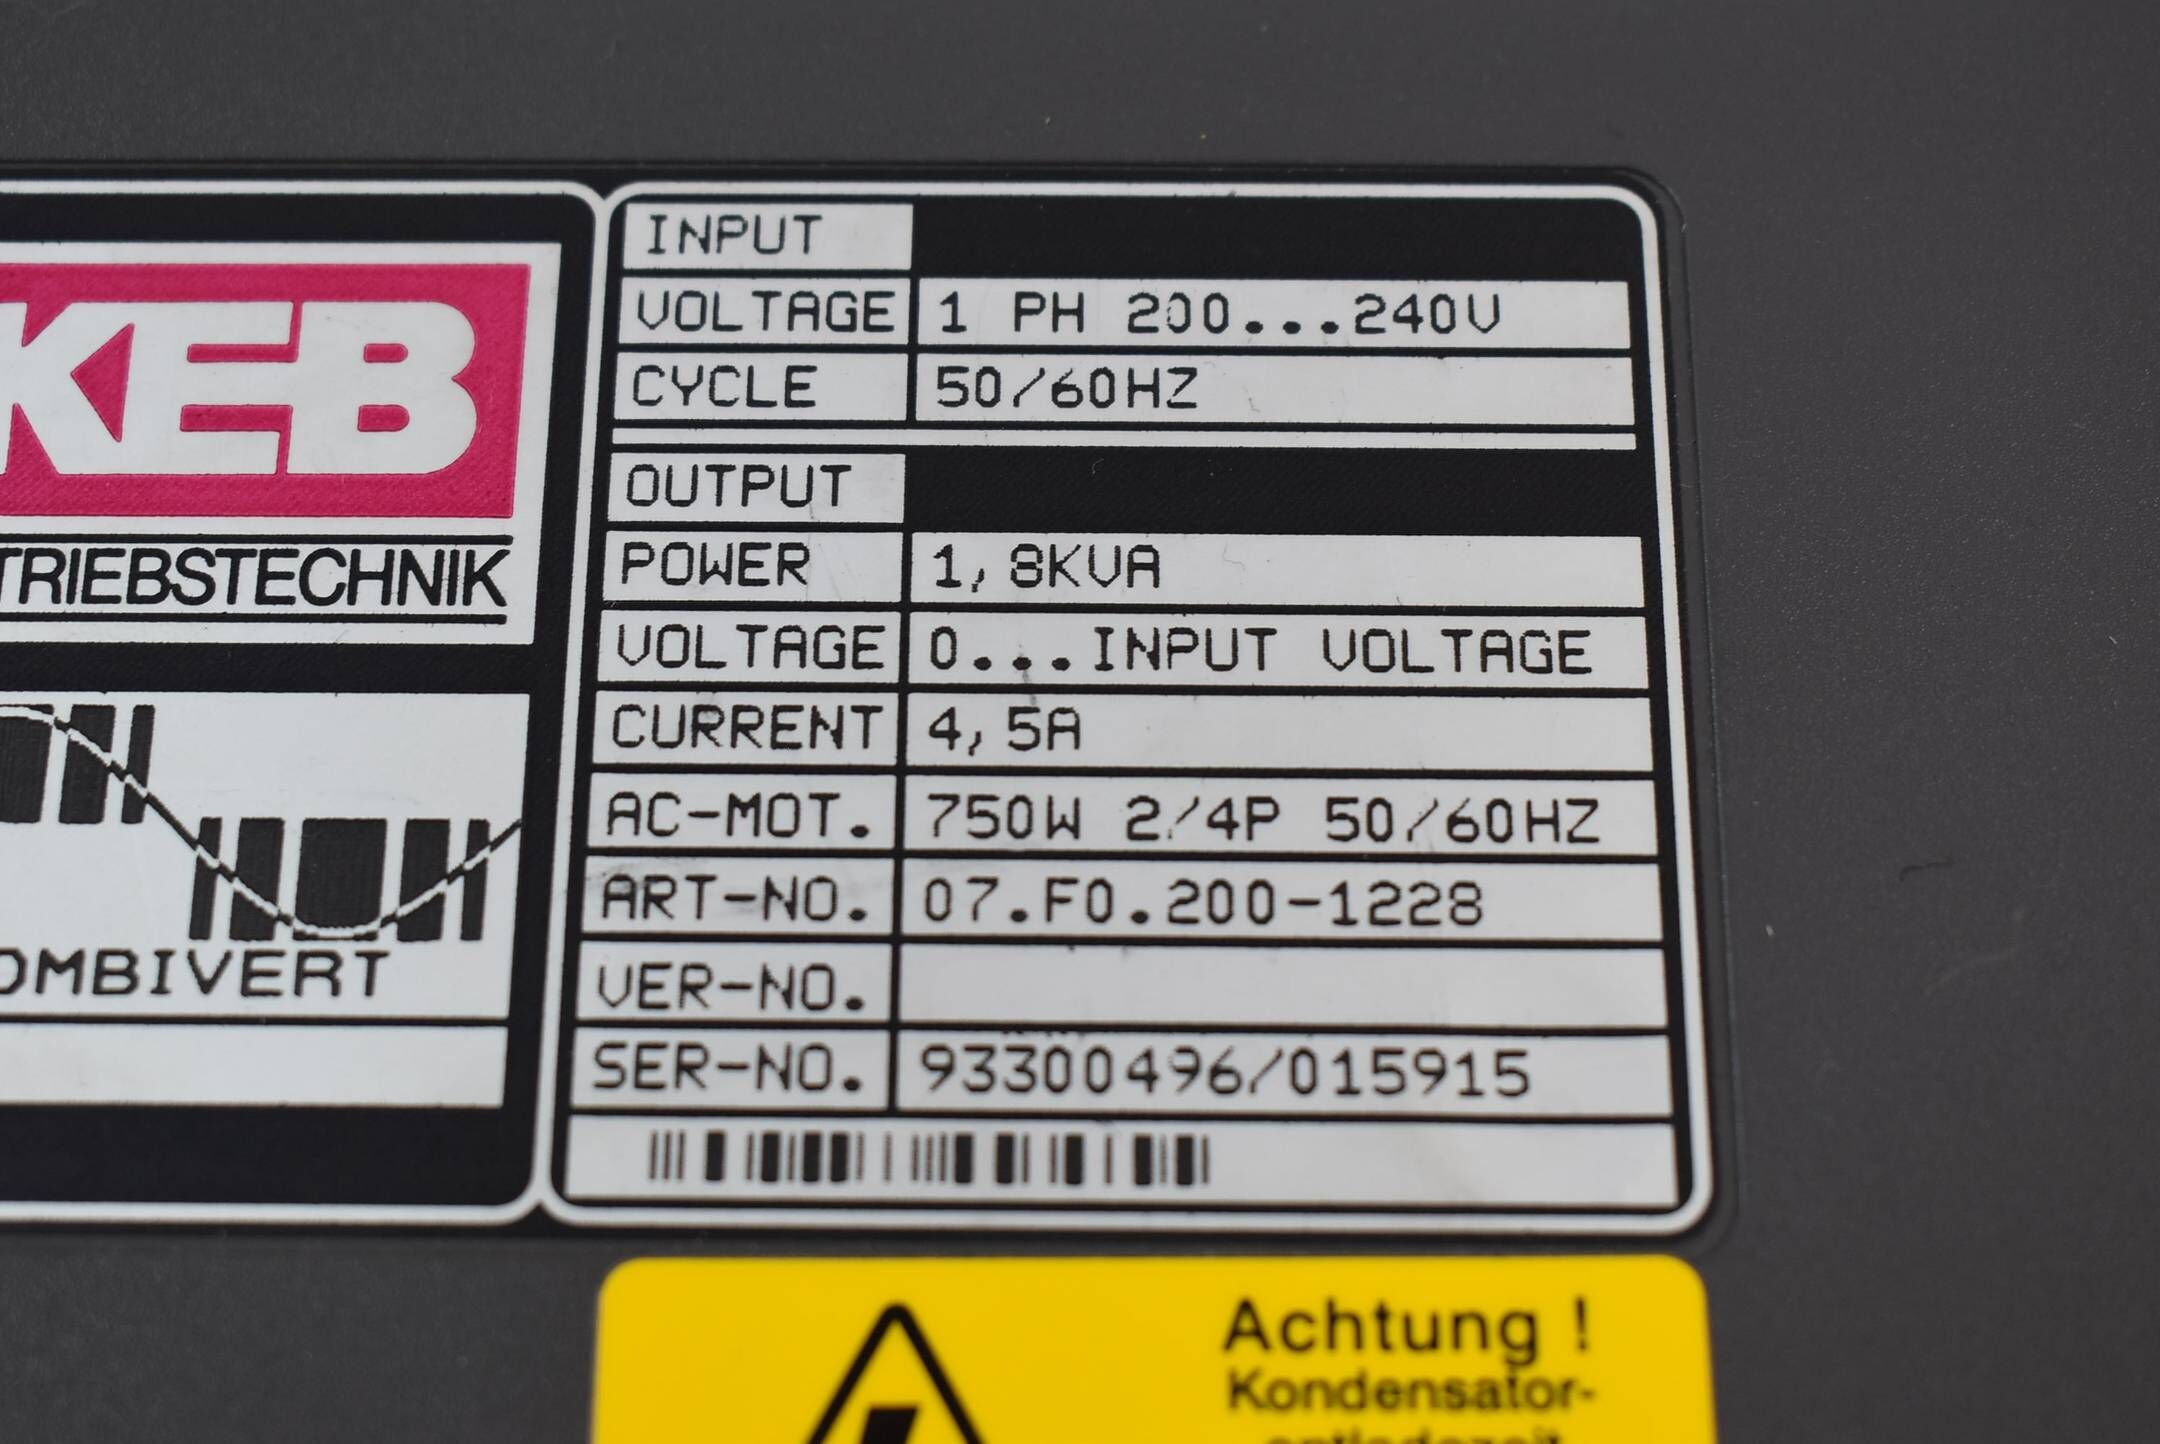 KEB
TRIEBSTECHNIK
OMBIVERT
INPUT
VOLTAGE 1 PH 200...240V
CYCLE 50/60HZ
OUTPUT
POWER 1,8KVA
VOLTAGE 0...INPUT VOLTAGE
CURRENT 4,5A
AC-MOT. 750W 2/4P 50/60HZ
ART-NO. 07.F0.200-1228
VER-NO.
SER-NO. 93300496/015915
Achtung !
Kondensator-
entladezeit